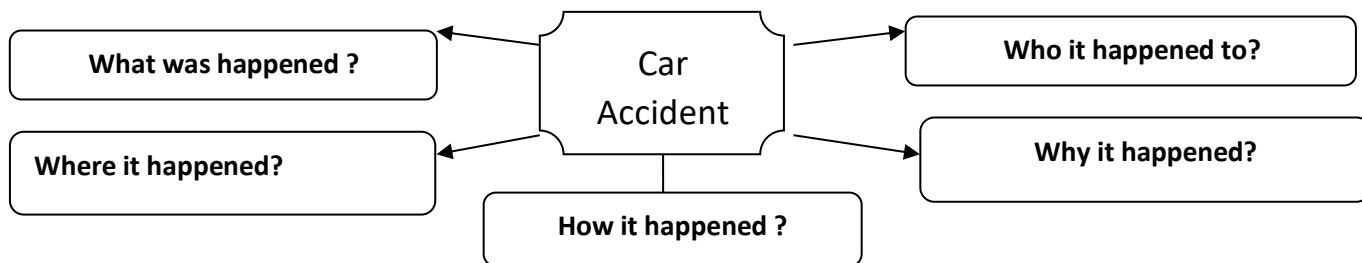 What was happened ?
Car
Accident
Who it happened to?
Where it happened?
Why it happened?
How it happened ?